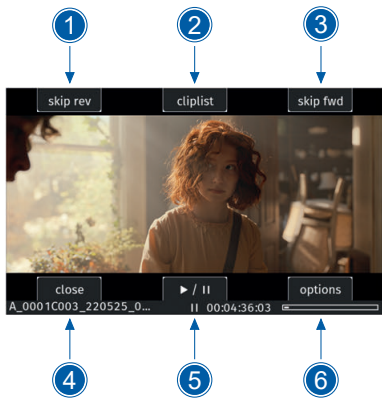 1 2 3
skip rev cliplist skip fwd
close ▶ / II options
A_0001C003_220525_0... II 00:04:36:03
4 5 6